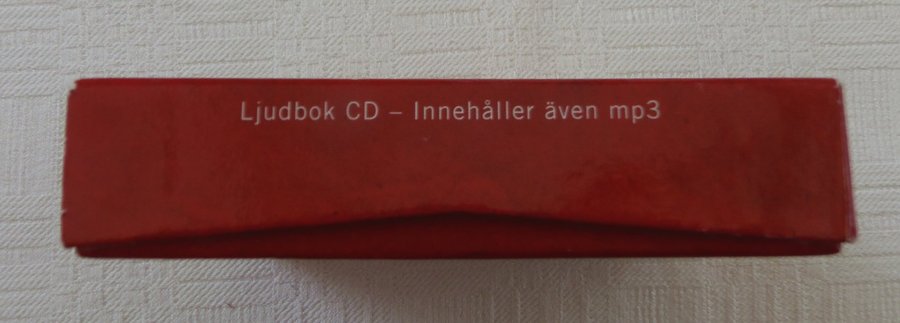 Ljudbok CD – Innehåller även mp3